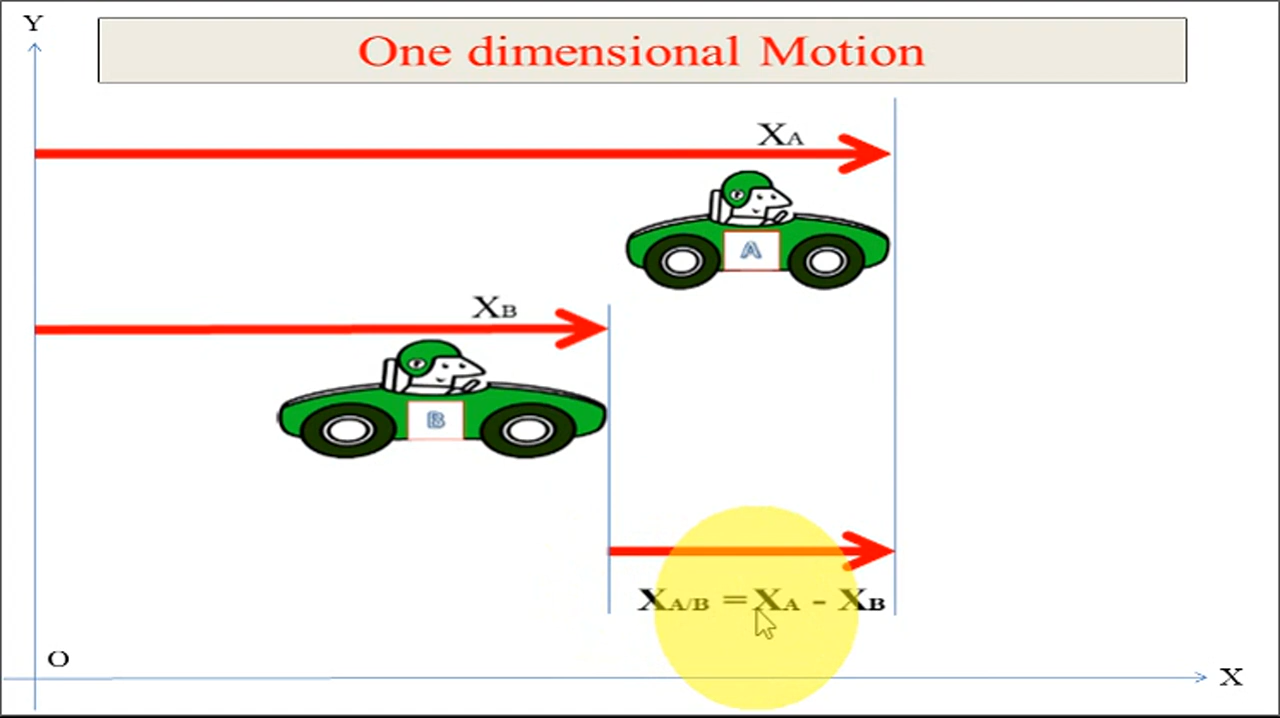 Y
One dimensional Motion
XA
A
XB
B
XA/B = XA - XB
O
X